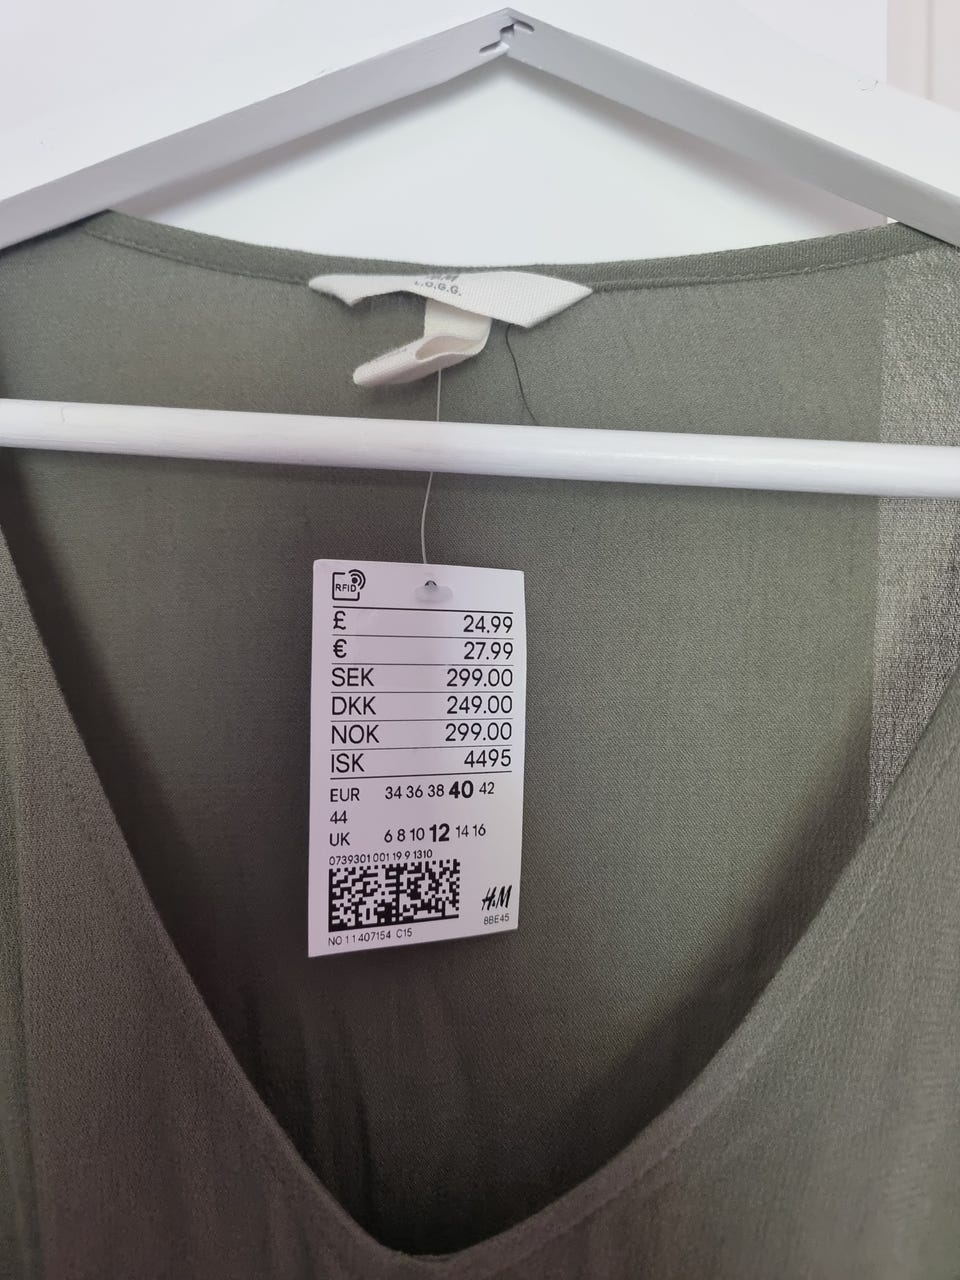 L.O.G.G.
RFID
£ 24.99
€ 27.99
SEK 299.00
DKK 249.00
NOK 299.00
ISK 4495
EUR 34 36 38 40 42
44
UK 6 8 10 12 14 16
0739301 001 19 9 1310
H&M
8BE45
NO 11 407154 C15